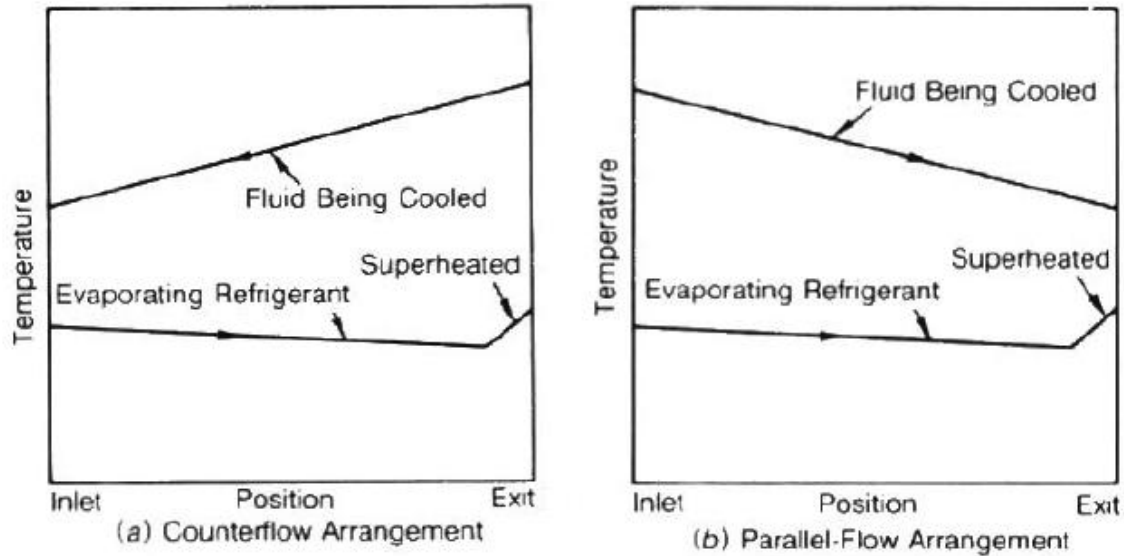 Temperature
Fluid Being Cooled
Superheated
Evaporating Refrigerant
Inlet
Position
Exit
(a) Counterflow Arrangement
Temperature
Fluid Being Cooled
Superheated
Evaporating Refrigerant
Inlet
Position
Exit
(b) Parallel-Flow Arrangement